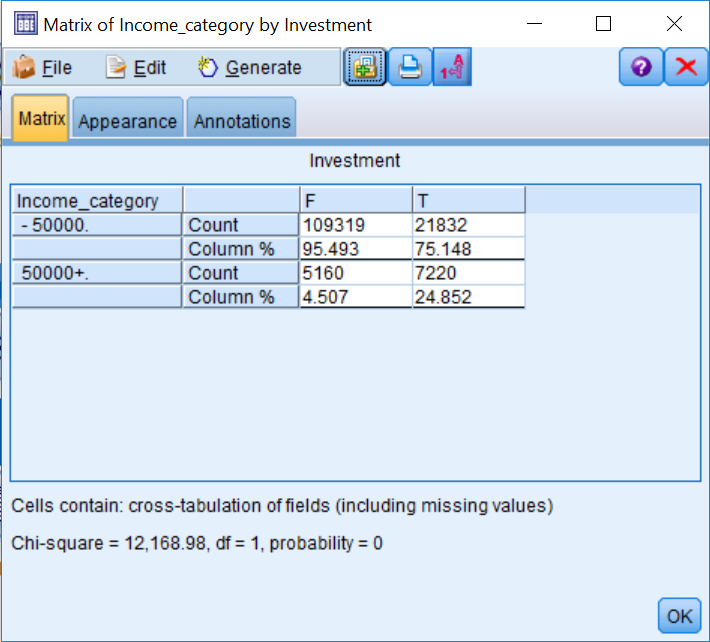 Matrix of Income_category by Investment
File Edit Generate 1 A
Matrix Appearance Annotations
Investment
Income_category F T
- 50000. Count 109319 21832
Column % 95.493 75.148
50000+. Count 5160 7220
Column % 4.507 24.852
Cells contain: cross-tabulation of fields (including missing values)
Chi-square = 12,168.98, df = 1, probability = 0
OK